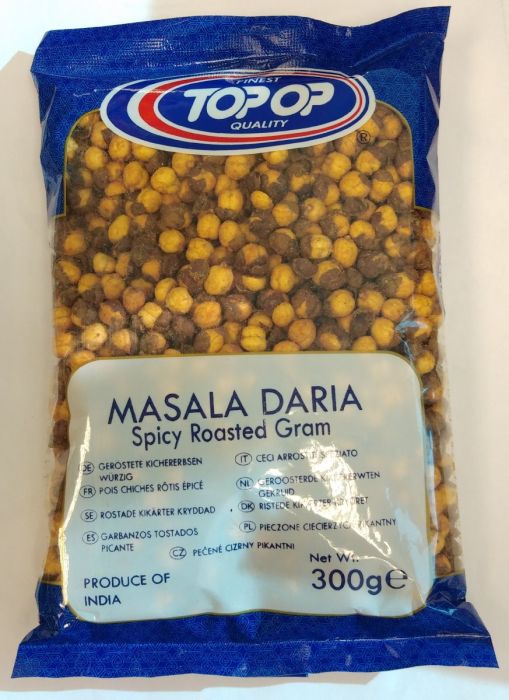 FINEST
TOPOP
QUALITY
®
MASALA DARIA
Spicy Roasted Gram
DE GEROSTETE KICHERERBSEN
WURZIG
FR POIS CHICHES RÔTIS ÉPICÉ
SE ROSTADE KIKÄRTER KRYDDAD
ES GARBANZOS TOSTADOS
PICANTE
CZ PEČENÉ CIZRNY PIKANTNI
IT CECI
NL GEROOSTERDE
GEKRUID
DK RISTEDE
PL PIECZONE
PRODUCE OF
INDIA
Net Wt.
300g e